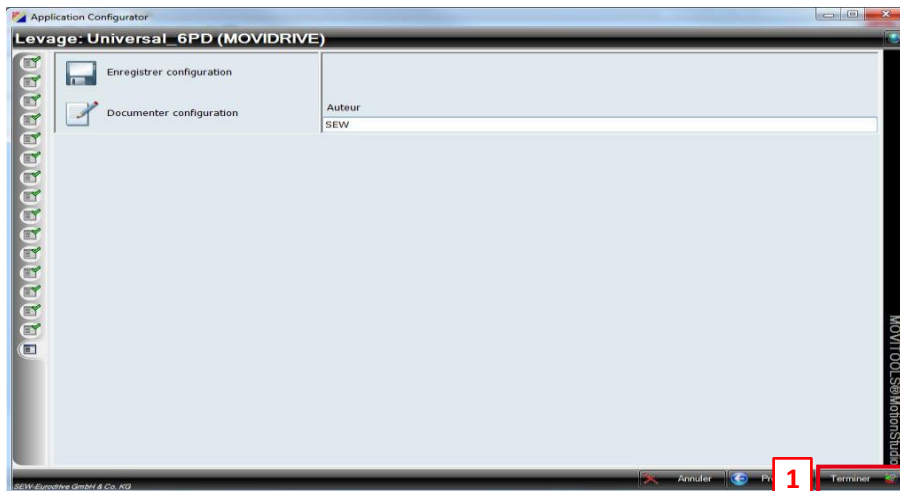 Application Configurator
Levage: Universal_6PD (MOVIDRIVE)
Enregistrer configuration
Documenter configuration
Auteur
SEW
MOVITOOLS®MotionStudio
SEW-Eurodrive GmbH & Co. KG
Annuler
1
Terminer